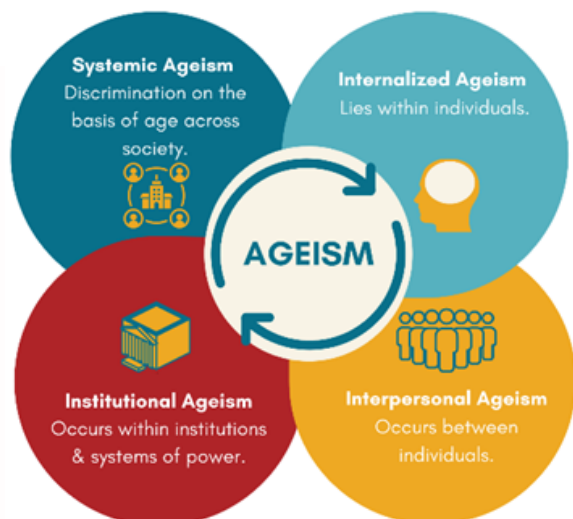 Systemic Ageism
Discrimination on the
basis of age across
society.
Internalized Ageism
Lies within individuals.
AGEISM
Institutional Ageism
Occurs within institutions
& systems of power.
Interpersonal Ageism
Occurs between
individuals.